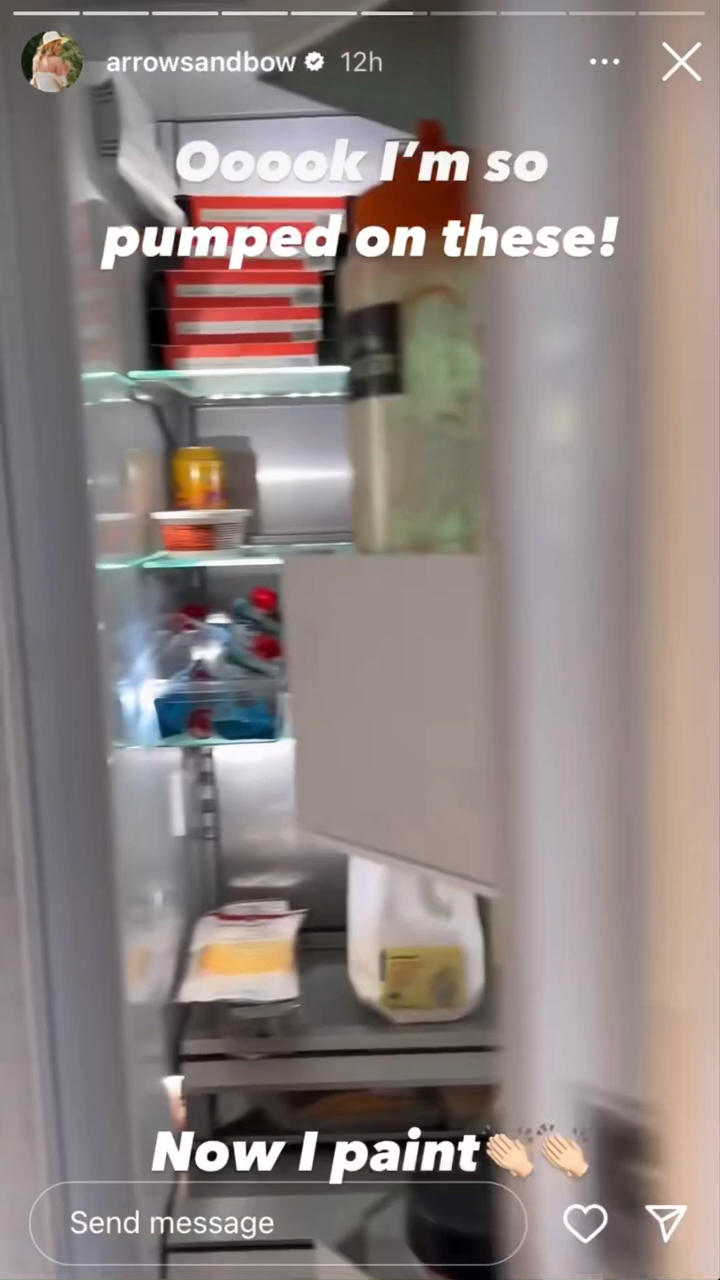 arrowsandbow 12h
Ooook I'm so
pumped on these!
Now I paint👏🏼👏🏼
Send message